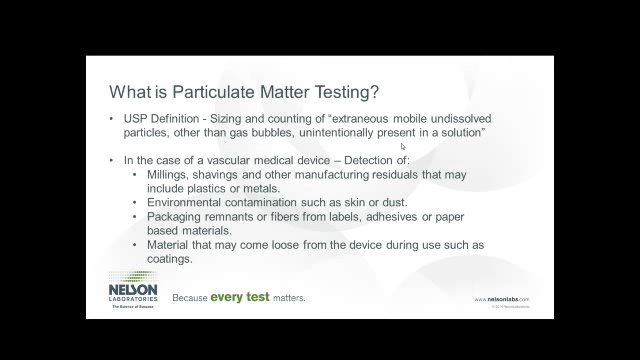 What is Particulate Matter Testing?
• USP Definition - Sizing and counting of “extraneous mobile undissolved
particles, other than gas bubbles, unintentionally present in a solution”
• In the case of a vascular medical device – Detection of:
• Millings, shavings and other manufacturing residuals that may
include plastics or metals.
• Environmental contamination such as skin or dust.
• Packaging remnants or fibers from labels, adhesives or paper
based materials.
• Material that may come loose from the device during use such as
coatings.
NELSON
LABORATORIES
The Science of Success
Because every test matters.
www.nelsonlabs.com